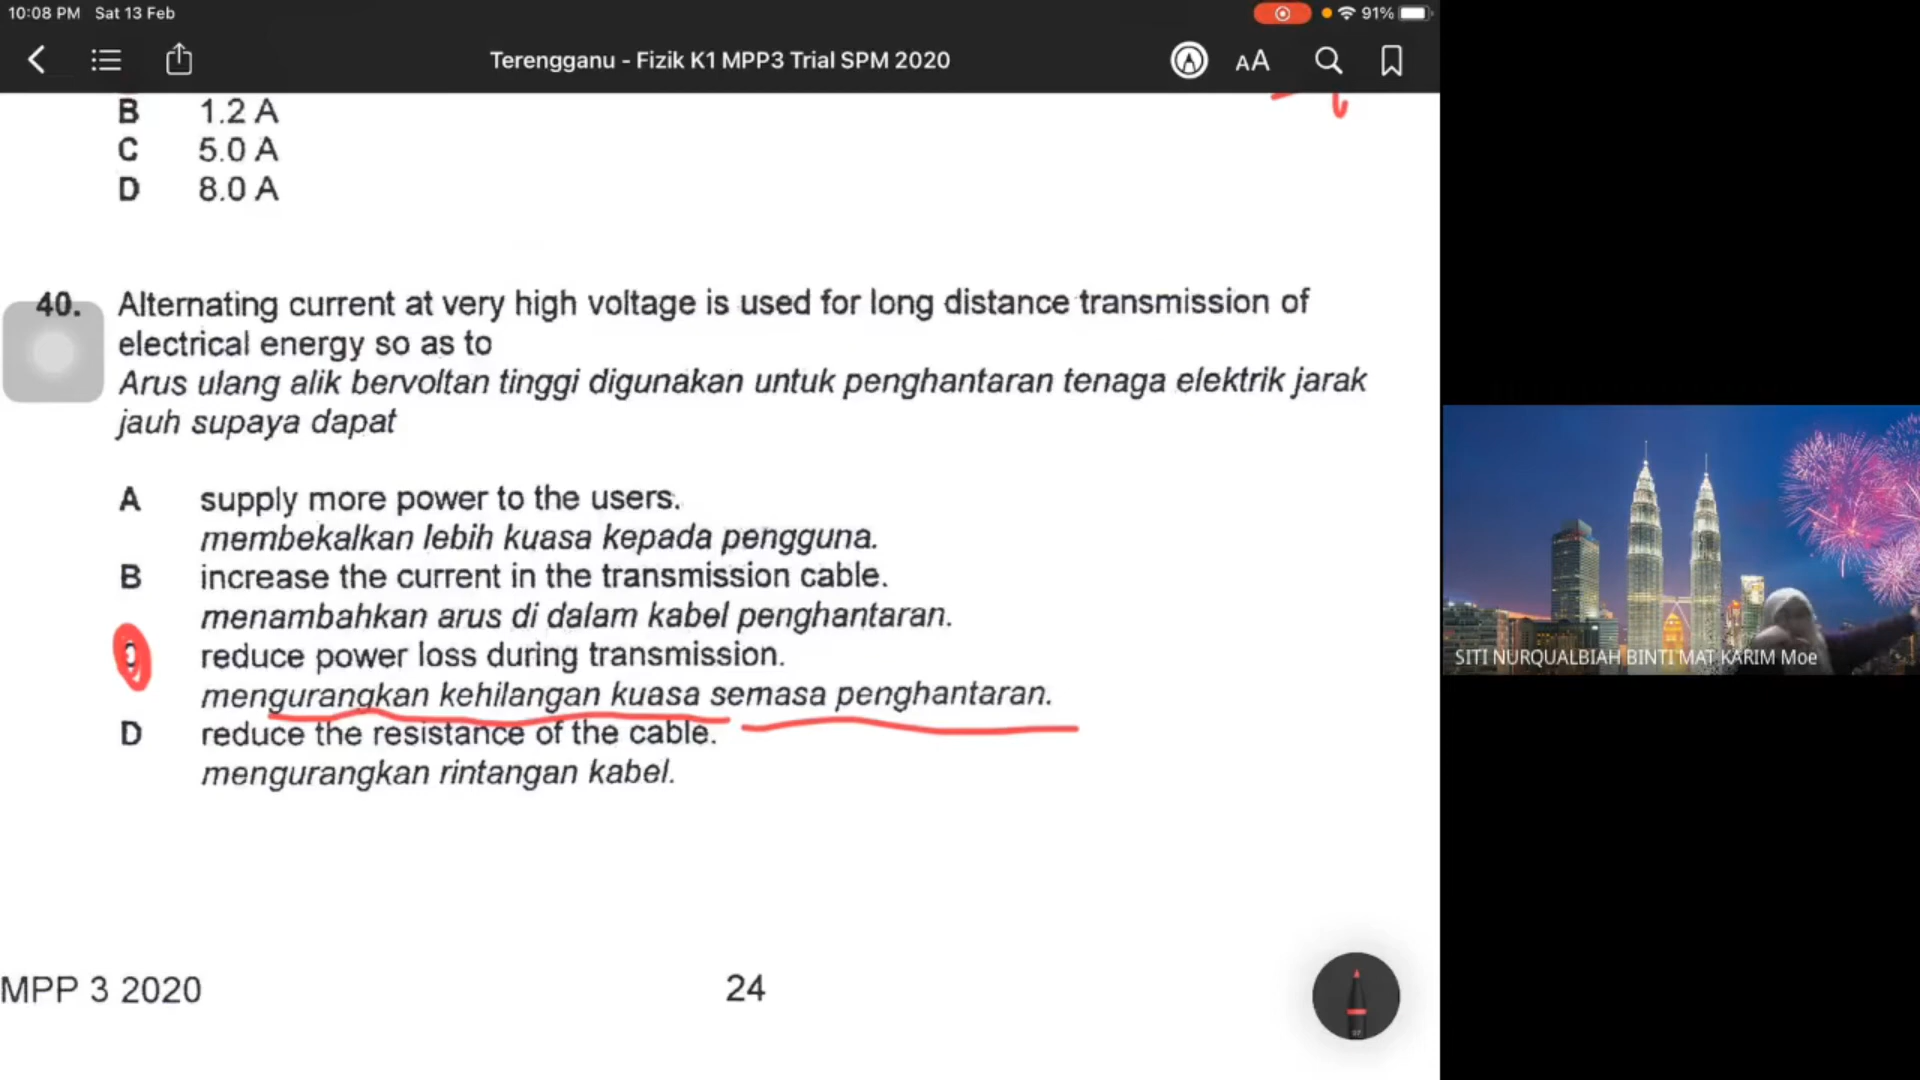 10:08 PM Sat 13 Feb
91%
Terengganu - Fizik K1 MPP3 Trial SPM 2020
AA
B 1.2 A
C 5.0 A
D 8.0 A
40. Alternating current at very high voltage is used for long distance transmission of
electrical energy so as to
Arus ulang alik bervoltan tinggi digunakan untuk penghantaran tenaga elektrik jarak
jauh supaya dapat
A supply more power to the users.
membekalkan lebih kuasa kepada pengguna.
B increase the current in the transmission cable.
menambahkan arus di dalam kabel penghantaran.
C reduce power loss during transmission.
mengurangkan kehilangan kuasa semasa penghantaran.
D reduce the resistance of the cable.
mengurangkan rintangan kabel.
MPP 3 2020
24
SITI NURQUALBIAH BINTI MAT KARIM Moe